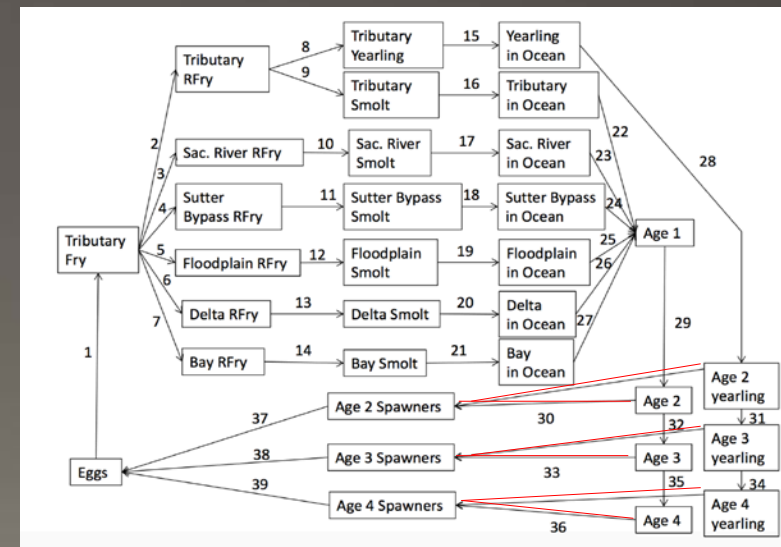 8
Tributary
Yearling
15
Yearling
in Ocean
Tributary
RFry
9
Tributary
Smolt
16
Tributary
in Ocean
2
22
3
Sac. River RFry
10
Sac. River
Smolt
17
Sac. River
in Ocean
23
28
4
Sutter
Bypass RFry
11
Sutter Bypass
Smolt
18
Sutter Bypass
in Ocean
24
Tributary
Fry
Age 1
5
Floodplain RFry
12
Floodplain
Smolt
19
Floodplain
in Ocean
25
26
6
Delta RFry
13
Delta Smolt
20
Delta
in Ocean
27
29
7
Bay RFry
14
Bay Smolt
21
Bay
in Ocean
1
37
Age 2 Spawners
30
Age 2
Age 2
yearling
32
31
Eggs
38
Age 3 Spawners
33
Age 3
Age 3
yearling
35
34
39
Age 4 Spawners
36
Age 4
Age 4
yearling